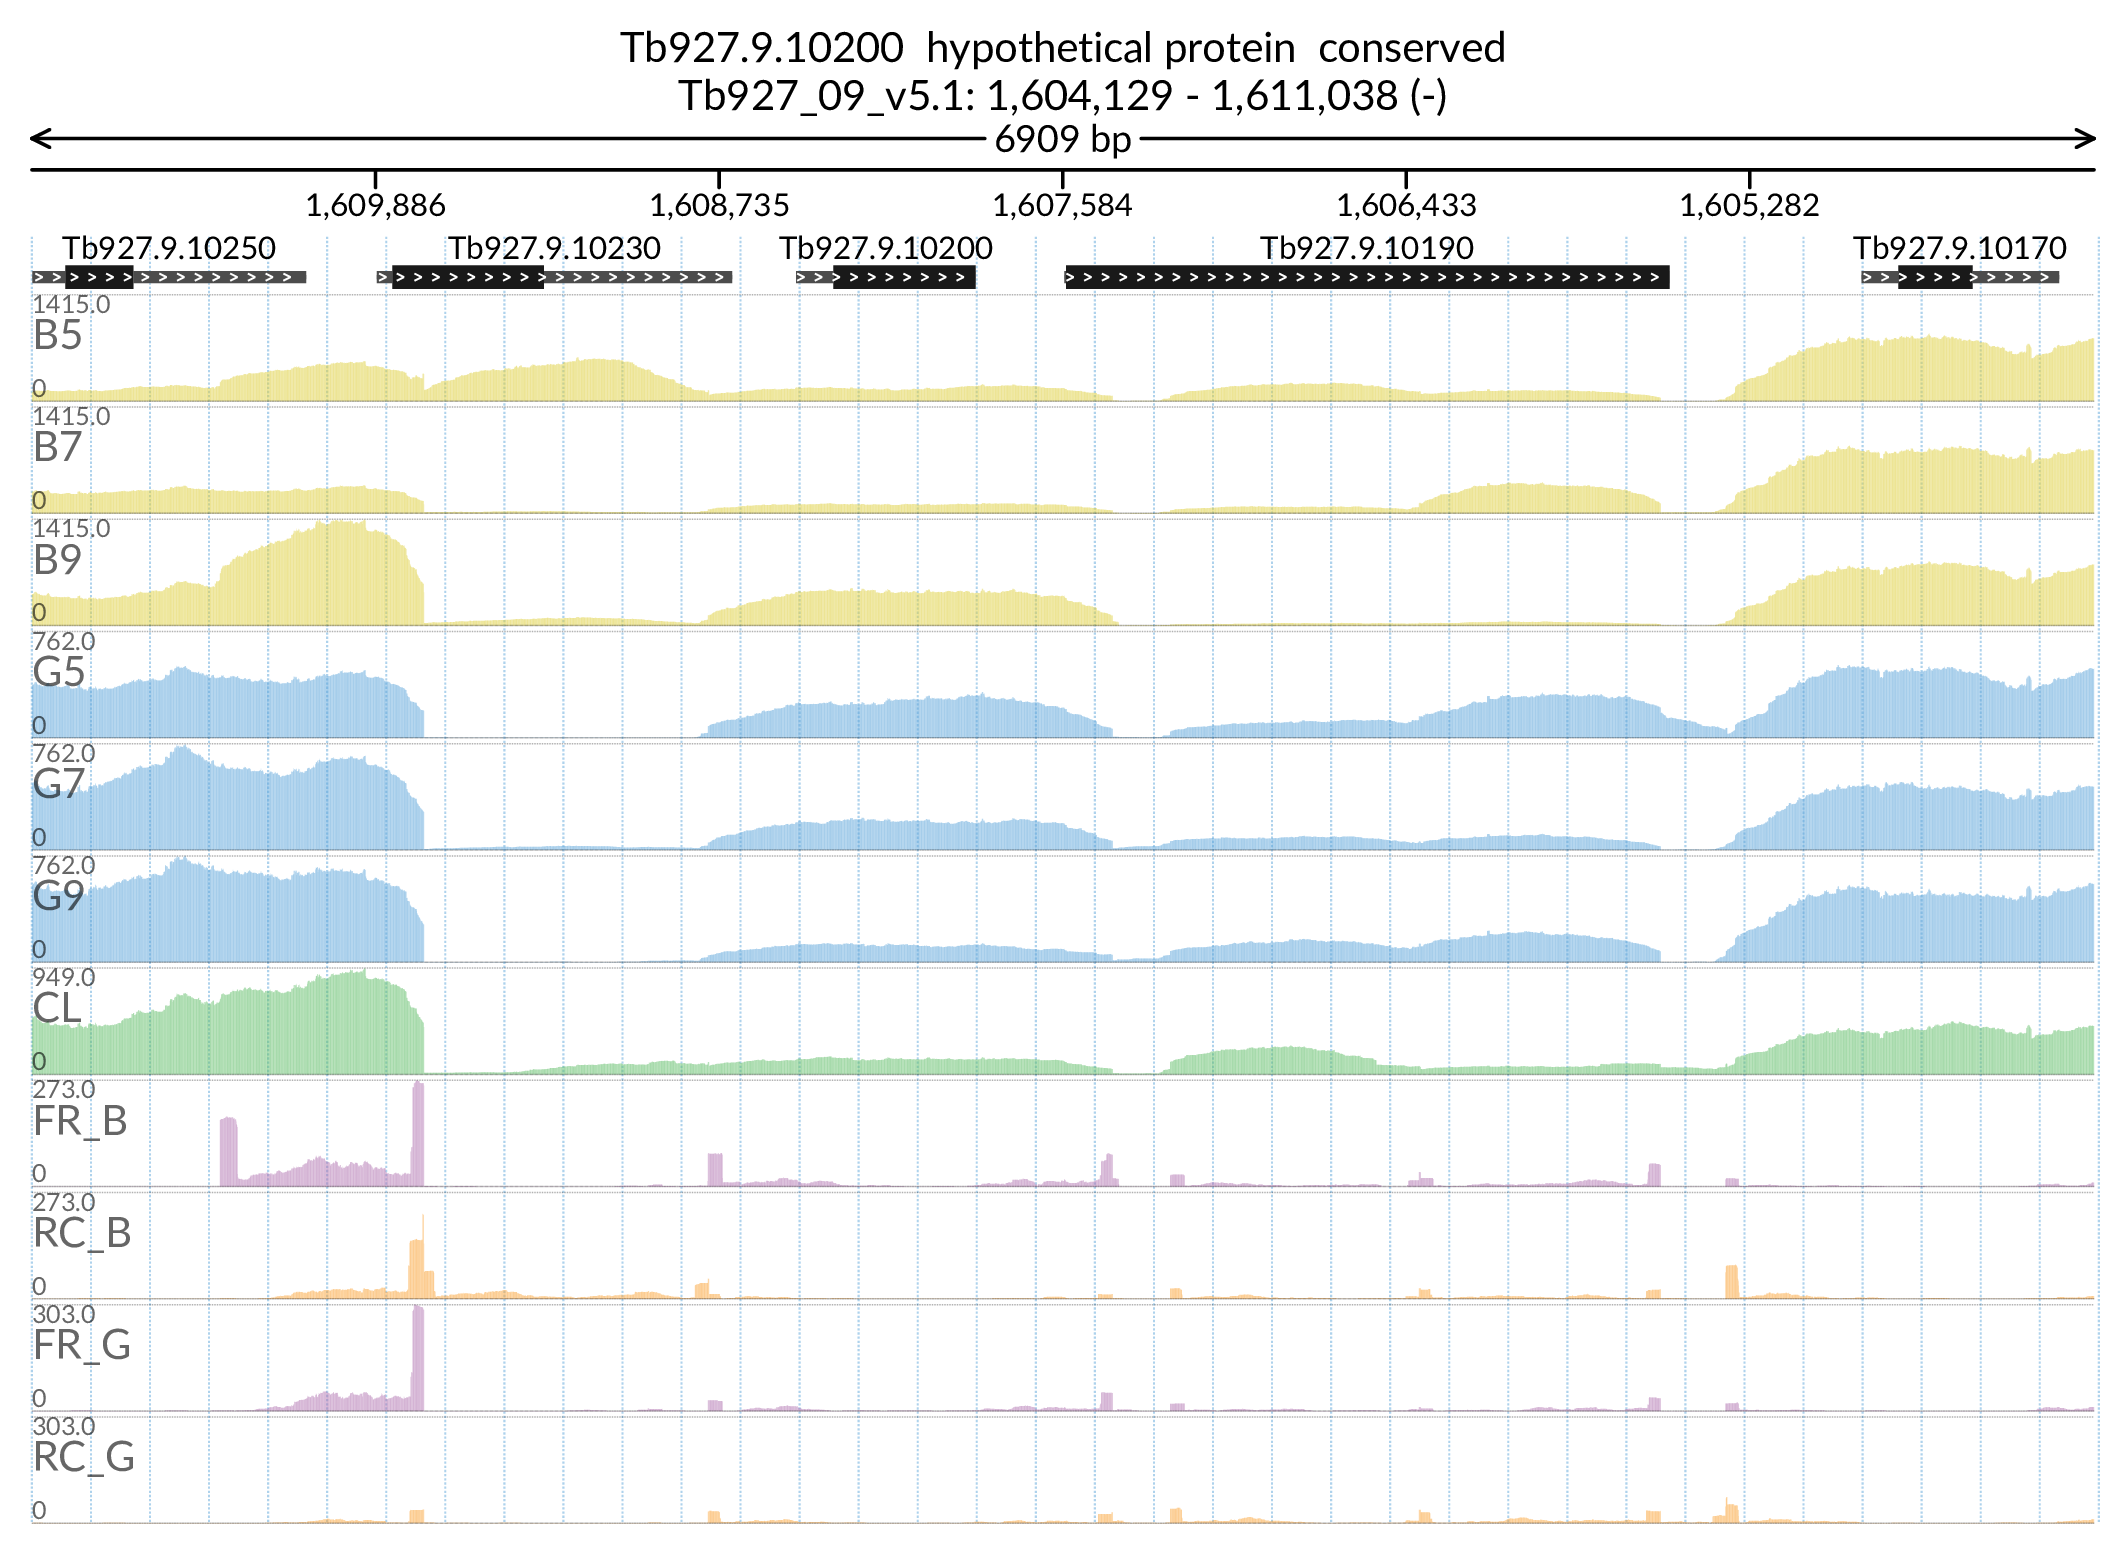 Tb927.9.10200  hypothetical protein  conserved
Tb927_09_v5.1: 1,604,129 - 1,611,038 (-)
6909 bp
1,609,886 1,608,735 1,607,584 1,606,433 1,605,282
Tb927.9.10250 Tb927.9.10230 Tb927.9.10200 Tb927.9.10190 Tb927.9.10170
1415.0
B5
0
1415.0
B7
0
1415.0
B9
0
762.0
G5
0
762.0
G7
0
762.0
G9
0
949.0
CL
0
273.0
FR_B
0
273.0
RC_B
0
303.0
FR_G
0
303.0
RC_G
0